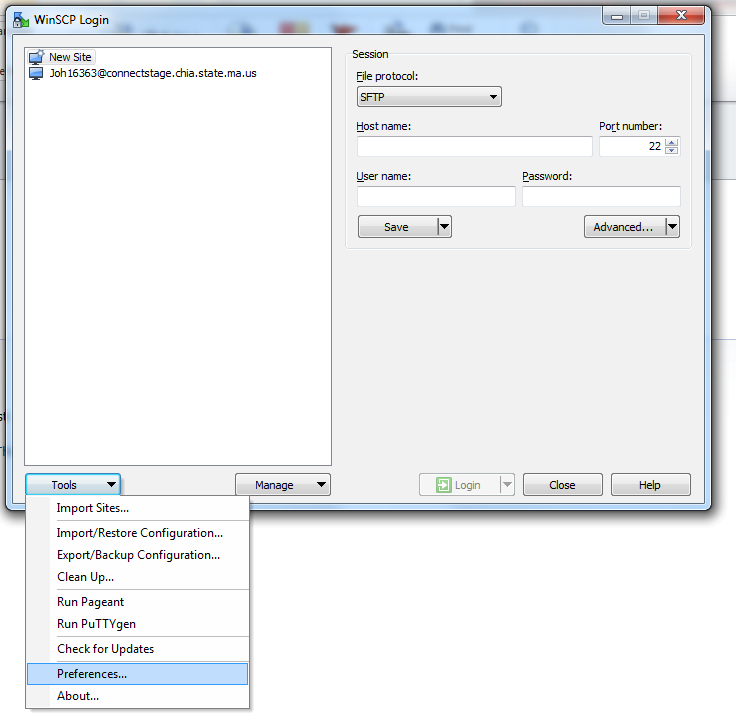 WinSCP Login
New Site
Joh16363@connectstage.chia.state.ma.us
Session
File protocol:
SFTP
Host name:
Port number:
22
User name:
Password:
Save
Advanced...
Tools
Manage
Login
Close
Help
Import Sites...
Import/Restore Configuration...
Export/Backup Configuration...
Clean Up...
Run Pageant
Run PuTTYgen
Check for Updates
Preferences...
About...